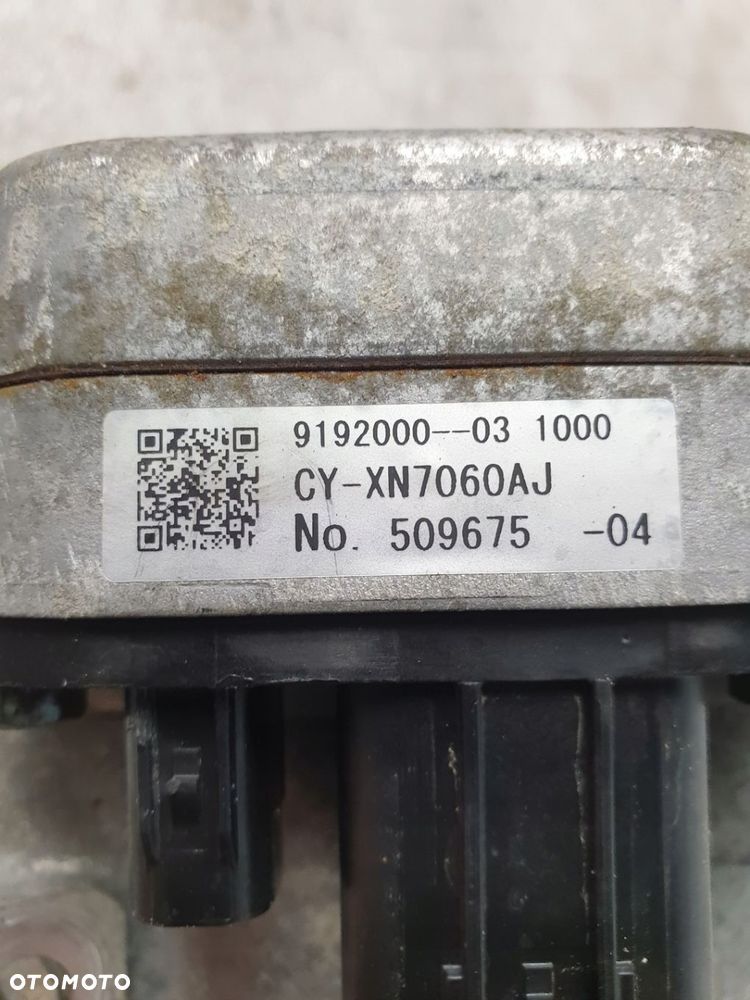 9192000--03 1000
CY-XN7060AJ
No. 509675 -04
OTOMOTO